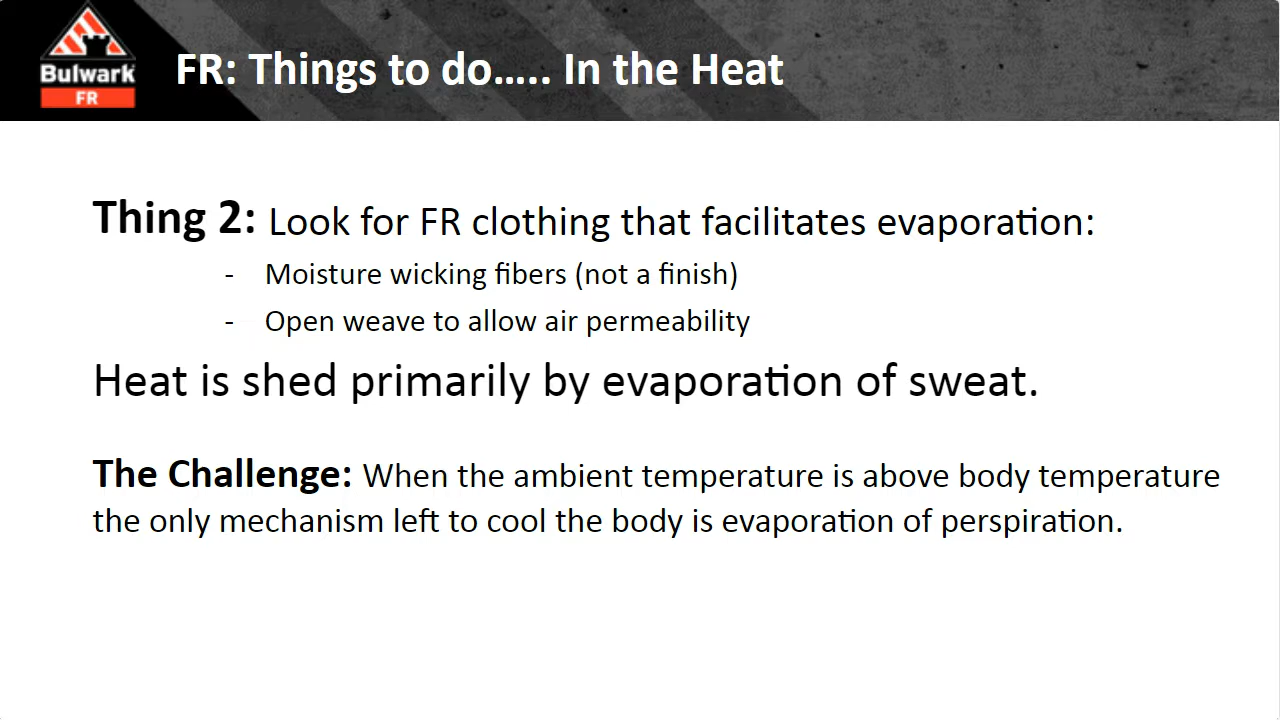 Bulwark
FR
FR: Things to do..... In the Heat
Thing 2: Look for FR clothing that facilitates evaporation:
- Moisture wicking fibers (not a finish)
- Open weave to allow air permeability
Heat is shed primarily by evaporation of sweat.
The Challenge: When the ambient temperature is above body temperature
the only mechanism left to cool the body is evaporation of perspiration.